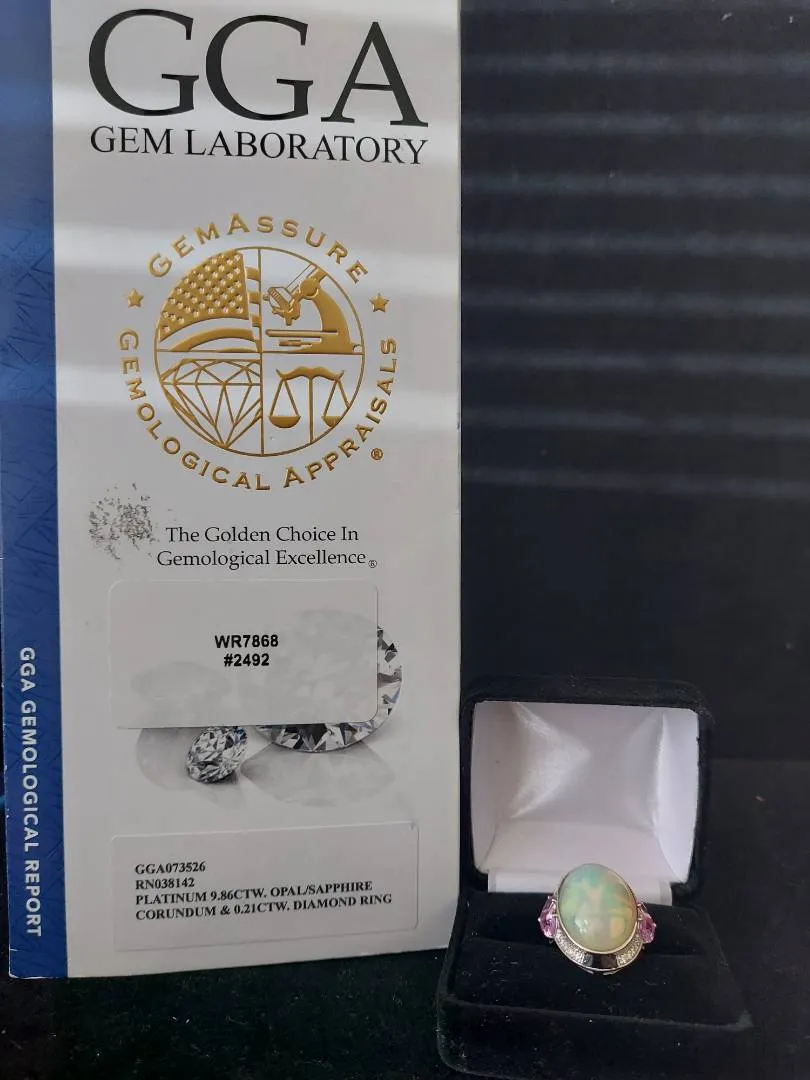 GGA
GEM LABORATORY
GEMASSURE
GEMOLOGICAL APPRAISALS ®
The Golden Choice In
Gemological Excellence®
WR7868
#2492
GGA GEMOLOGICAL REPORT
GGA073526
RN038142
PLATINUM 9.86CTW. OPAL/SAPPHIRE
CORUNDUM & 0.21CTW. DIAMOND RING